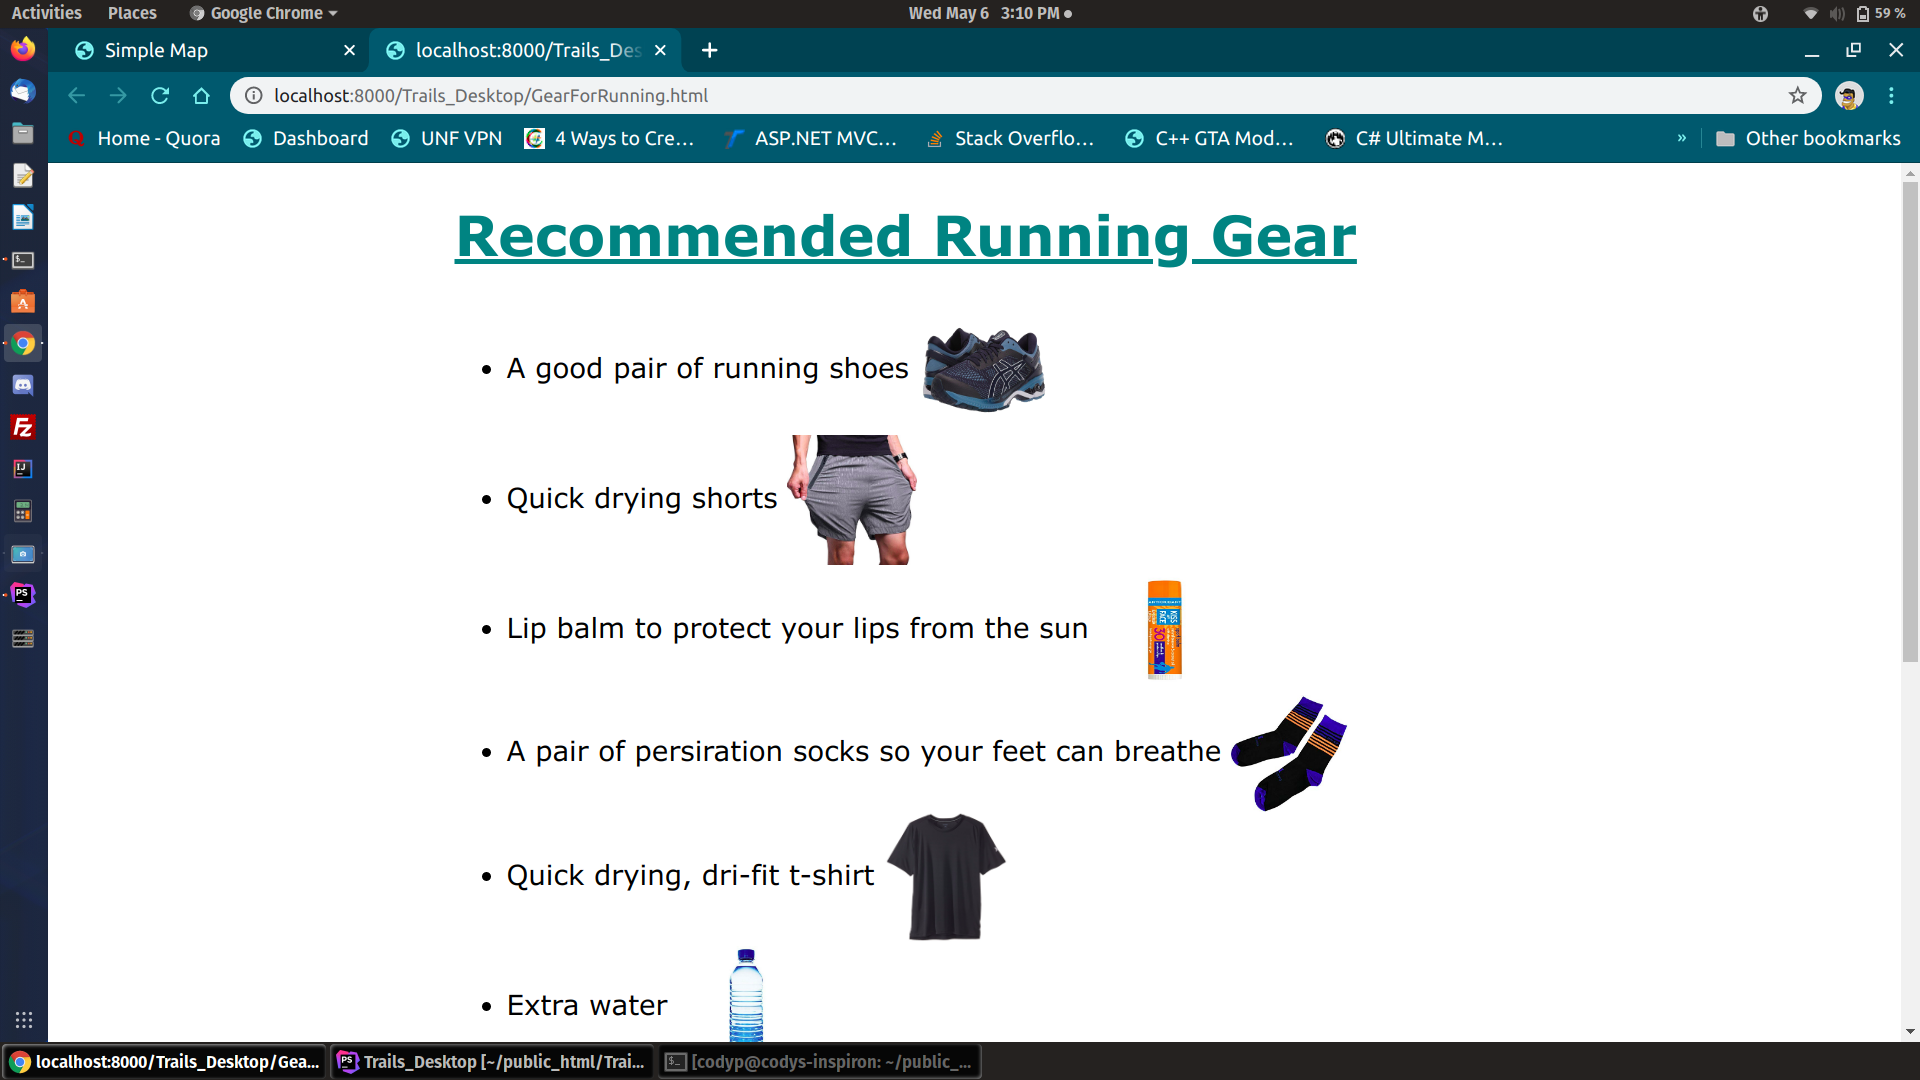 Activities Places Google Chrome Wed May 6 3:10 PM 59 %
Simple Map localhost:8000/Trails_Des
localhost:8000/Trails_Desktop/GearForRunning.html
Home - Quora Dashboard UNF VPN 4 Ways to Cre... ASP.NET MVC... Stack Overflo... C++ GTA Mod... C# Ultimate M... » Other bookmarks
Recommended Running Gear
• A good pair of running shoes
• Quick drying shorts
• Lip balm to protect your lips from the sun
KISS
FACE
30
• A pair of persiration socks so your feet can breathe
• Quick drying, dri-fit t-shirt
• Extra water
localhost:8000/Trails_Desktop/Gea... Trails_Desktop [~/public_html/Trai... [codyp@codys-inspiron: ~/public_...